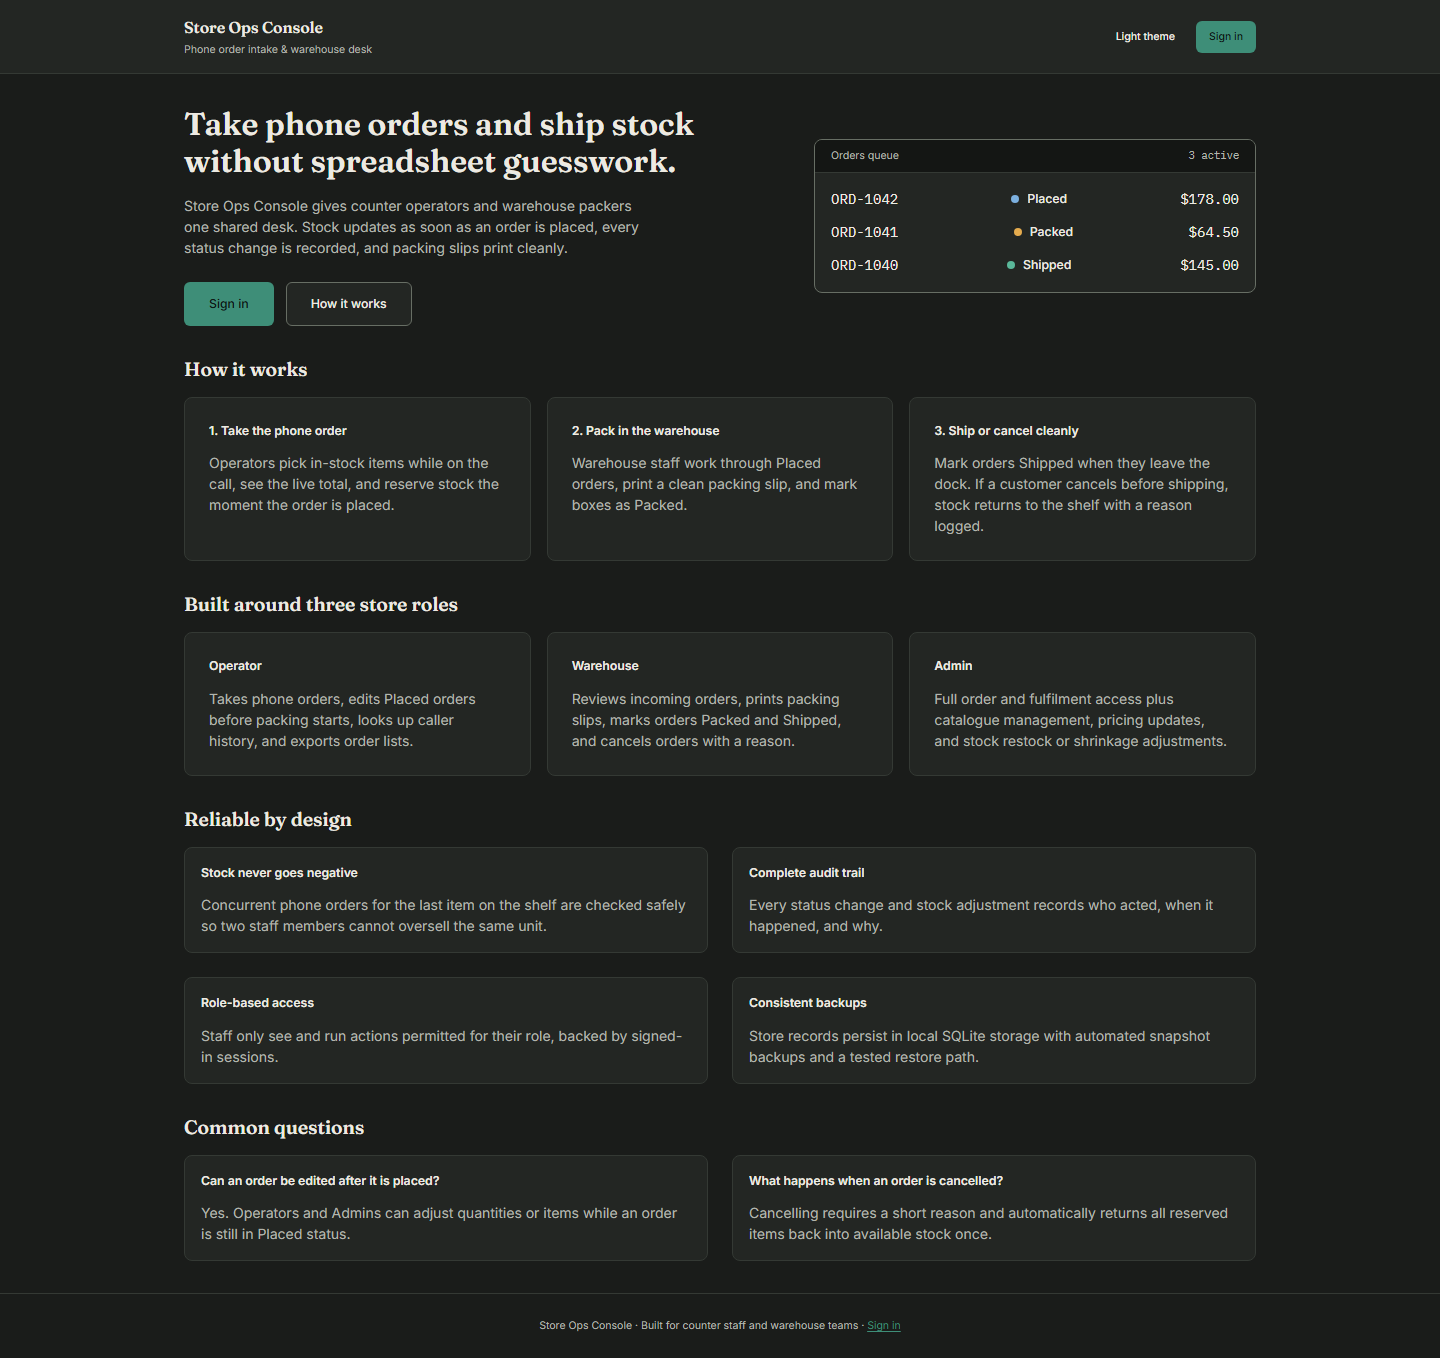 Store Ops Console
Phone order intake & warehouse desk
Light theme
Sign in
Take phone orders and ship stock
without spreadsheet guesswork.
Store Ops Console gives counter operators and warehouse packers
one shared desk. Stock updates as soon as an order is placed, every
status change is recorded, and packing slips print cleanly.
Sign in
How it works
Orders queue
3 active
ORD-1042 Placed $178.00
ORD-1041 Packed $64.50
ORD-1040 Shipped $145.00
How it works
1. Take the phone order
Operators pick in-stock items while on the
call, see the live total, and reserve stock the
moment the order is placed.
2. Pack in the warehouse
Warehouse staff work through Placed
orders, print a clean packing slip, and mark
boxes as Packed.
3. Ship or cancel cleanly
Mark orders Shipped when they leave the
dock. If a customer cancels before shipping,
stock returns to the shelf with a reason
logged.
Built around three store roles
Operator
Takes phone orders, edits Placed orders
before packing starts, looks up caller
history, and exports order lists.
Warehouse
Reviews incoming orders, prints packing
slips, marks orders Packed and Shipped,
and cancels orders with a reason.
Admin
Full order and fulfilment access plus
catalogue management, pricing updates,
and stock restock or shrinkage adjustments.
Reliable by design
Stock never goes negative
Concurrent phone orders for the last item on the shelf are checked safely
so two staff members cannot oversell the same unit.
Complete audit trail
Every status change and stock adjustment records who acted, when it
happened, and why.
Role-based access
Staff only see and run actions permitted for their role, backed by signed-
in sessions.
Consistent backups
Store records persist in local SQLite storage with automated snapshot
backups and a tested restore path.
Common questions
Can an order be edited after it is placed?
Yes. Operators and Admins can adjust quantities or items while an order
is still in Placed status.
What happens when an order is cancelled?
Cancelling requires a short reason and automatically returns all reserved
items back into available stock once.
Store Ops Console · Built for counter staff and warehouse teams · Sign in